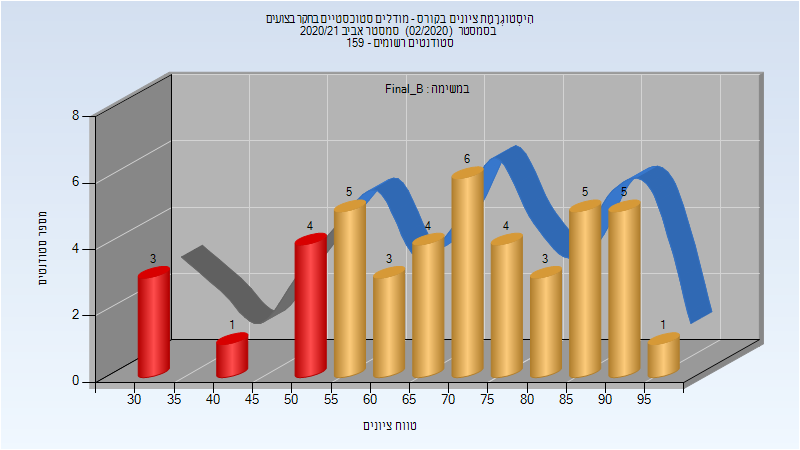 היסטוגרמת ציונים בקורס - מודלים סטוכסטיים בחקר בצועים
בסמסטר (02/2020) סמסטר אביב 2020/21
סטודנטים רשומים - 159
במשימה : Final_B
מספר סטודנטים
8
6
4
2
0
3
1
4
5
3
4
6
4
3
5
5
1
30 35 40 45 50 55 60 65 70 75 80 85 90 95
טווח ציונים